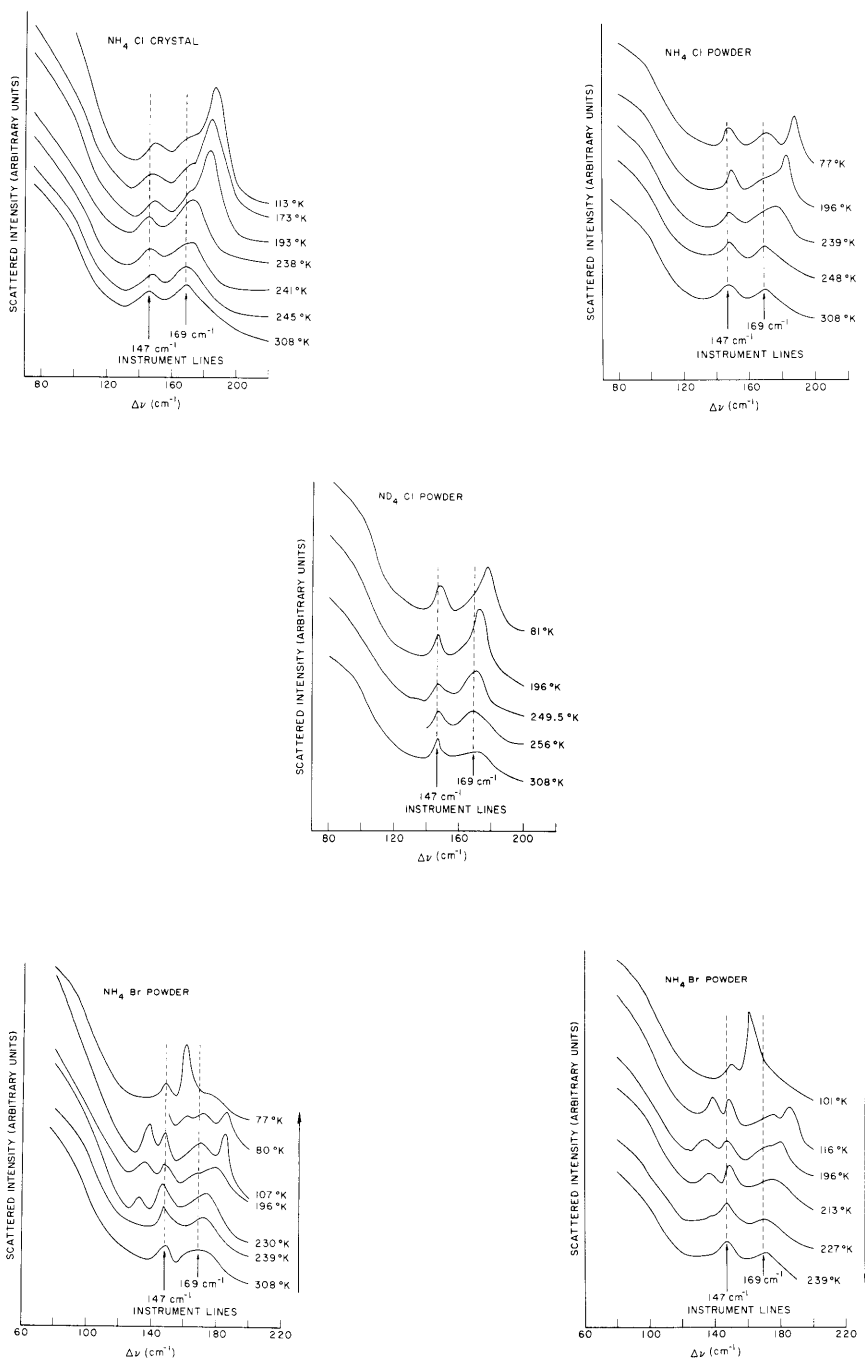 NH4 Cl CRYSTAL
SCATTERED INTENSITY (ARBITRARY UNITS)
113 °K
173 °K
193 °K
238 °K
241 °K
245 °K
308 °K
147 cm-1
169 cm-1
INSTRUMENT LINES
80 120 160 200
Δν (cm-1)
NH4 Cl POWDER
SCATTERED INTENSITY (ARBITRARY UNITS)
77 °K
196 °K
239 °K
248 °K
308 °K
147 cm-1
169 cm-1
INSTRUMENT LINES
80 120 160 200
Δν (cm-1)
ND4 Cl POWDER
SCATTERED INTENSITY (ARBITRARY UNITS)
81 °K
196 °K
249.5 °K
256 °K
308 °K
147 cm-1
169 cm-1
INSTRUMENT LINES
80 120 160 200
Δν (cm-1)
NH4 Br POWDER
SCATTERED INTENSITY (ARBITRARY UNITS)
77 °K
80 °K
107 °K
196 °K
230 °K
239 °K
308 °K
147 cm-1
169 cm-1
INSTRUMENT LINES
60 100 140 180 220
Δν (cm-1)
NH4 Br POWDER
SCATTERED INTENSITY (ARBITRARY UNITS)
101 °K
116 °K
196 °K
213 °K
227 °K
239 °K
147 cm-1
169 cm-1
INSTRUMENT LINES
60 100 140 180 220
Δν (cm-1)